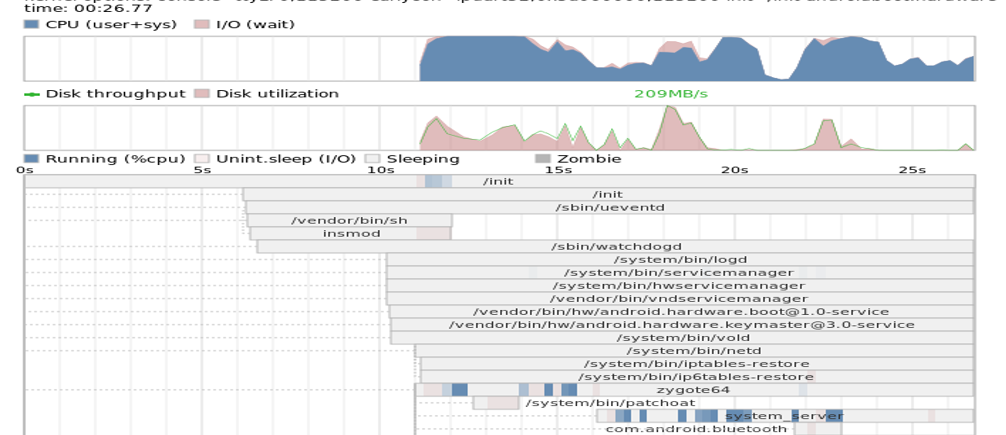 time: 00:26.77
CPU (user+sys) I/O (wait)
Disk throughput Disk utilization 209MB/s
Running (%cpu) Unint.sleep (I/O) Sleeping Zombie
0s 5s 10s 15s 20s 25s
/init
/init
/sbin/ueventd
/vendor/bin/sh
insmod
/sbin/watchdogd
/system/bin/logd
/system/bin/servicemanager
/system/bin/hwservicemanager
/vendor/bin/vndservicemanager
/vendor/bin/hw/android.hardware.boot@1.0-service
/vendor/bin/hw/android.hardware.keymaster@3.0-service
/system/bin/vold
/system/bin/netd
/system/bin/iptables-restore
/system/bin/ip6tables-restore
zygote64
/system/bin/patchoat
system_server
com.android.bluetooth